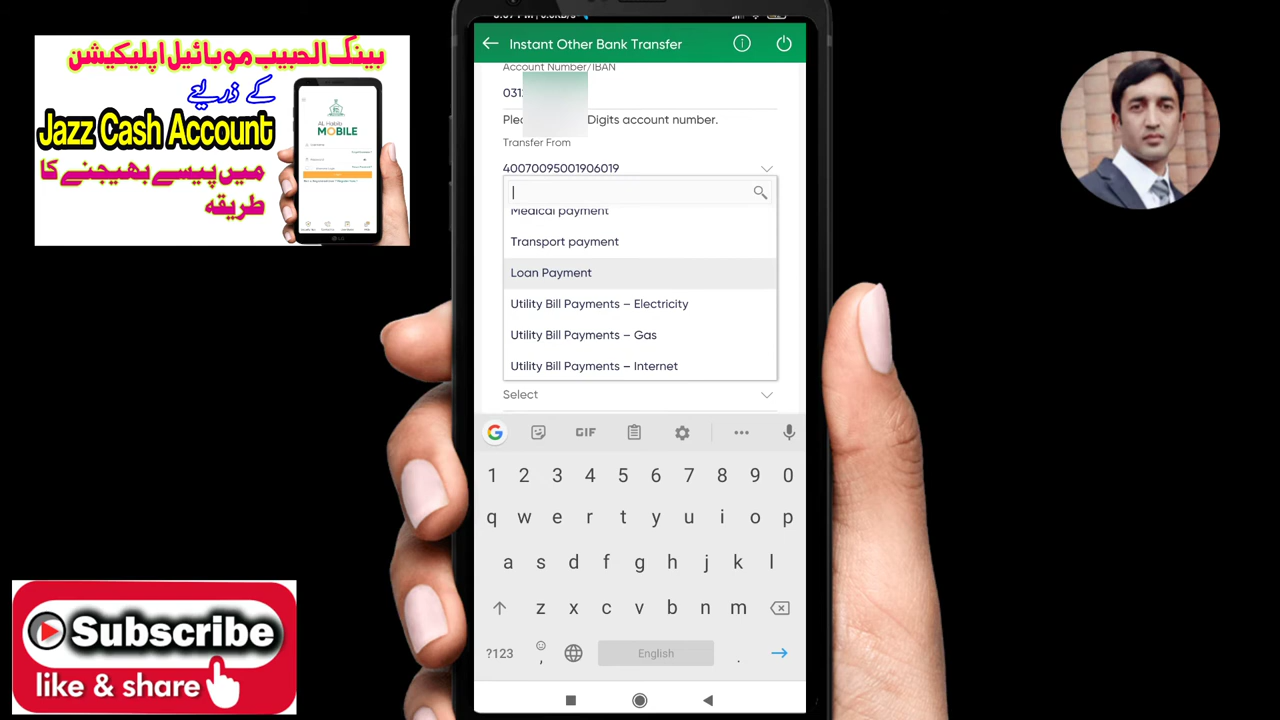 بینک الحبیب موبائیل اپلیکیشن
کے ذریعے
Jazz Cash Account
میں پیسے بھیجنے کا
طریقہ
AL Habib
MOBILE
Subscribe
like & share
Instant Other Bank Transfer
Account Number/IBAN
031
Digits account number.
Transfer From
40070095001906019
Medical payment
Transport payment
Loan Payment
Utility Bill Payments – Electricity
Utility Bill Payments – Gas
Utility Bill Payments – Internet
Select
GIF
1 2 3 4 5 6 7 8 9 0
q w e r t y u i o p
a s d f g h j k l
z x c v b n m
?123 , English .